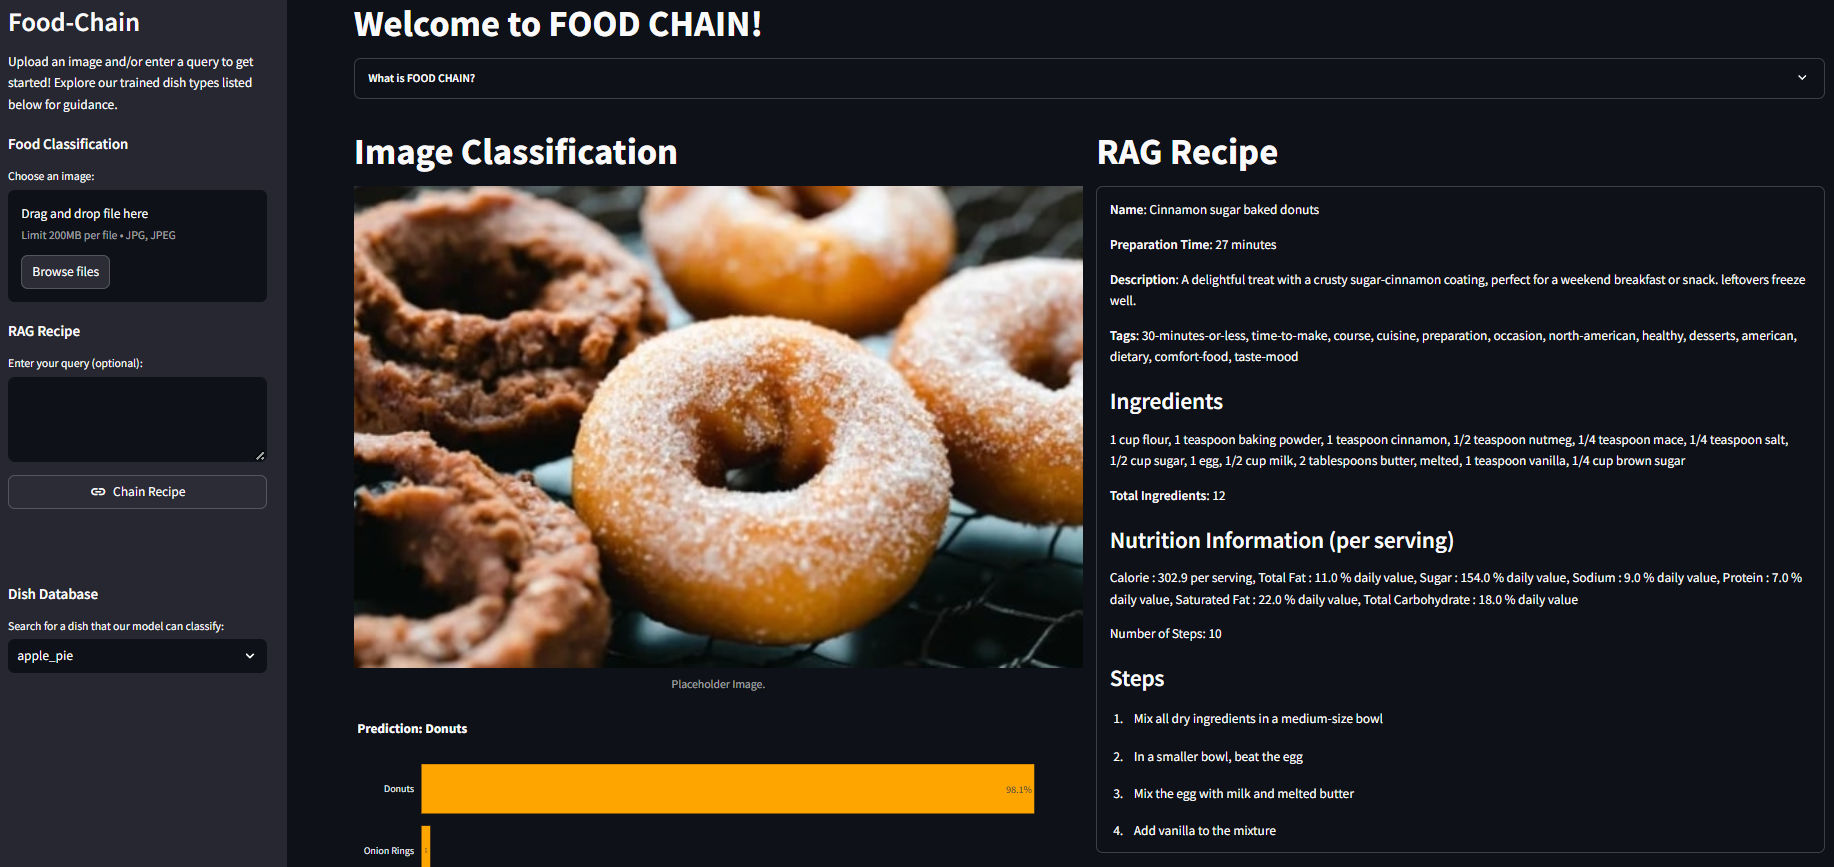 Food-Chain
Upload an image and/or enter a query to get
started! Explore our trained dish types listed
below for guidance.
Food Classification
Choose an image:
Drag and drop file here
Limit 200MB per file • JPG, JPEG
Browse files
RAG Recipe
Enter your query (optional):
Chain Recipe
Dish Database
Search for a dish that our model can classify:
apple_pie
Welcome to FOOD CHAIN!
What is FOOD CHAIN?
Image Classification
Placeholder Image.
Prediction: Donuts
Donuts
98.1%
Onion Rings
RAG Recipe
Name: Cinnamon sugar baked donuts
Preparation Time: 27 minutes
Description: A delightful treat with a crusty sugar-cinnamon coating, perfect for a weekend breakfast or snack. leftovers freeze
well.
Tags: 30-minutes-or-less, time-to-make, course, cuisine, preparation, occasion, north-american, healthy, desserts, american,
dietary, comfort-food, taste-mood
Ingredients
1 cup flour, 1 teaspoon baking powder, 1 teaspoon cinnamon, 1/2 teaspoon nutmeg, 1/4 teaspoon mace, 1/4 teaspoon salt,
1/2 cup sugar, 1 egg, 1/2 cup milk, 2 tablespoons butter, melted, 1 teaspoon vanilla, 1/4 cup brown sugar
Total Ingredients: 12
Nutrition Information (per serving)
Calorie : 302.9 per serving, Total Fat : 11.0 % daily value, Sugar : 154.0 % daily value, Sodium : 9.0 % daily value, Protein : 7.0 %
daily value, Saturated Fat : 22.0 % daily value, Total Carbohydrate : 18.0 % daily value
Number of Steps: 10
Steps
1. Mix all dry ingredients in a medium-size bowl
2. In a smaller bowl, beat the egg
3. Mix the egg with milk and melted butter
4. Add vanilla to the mixture